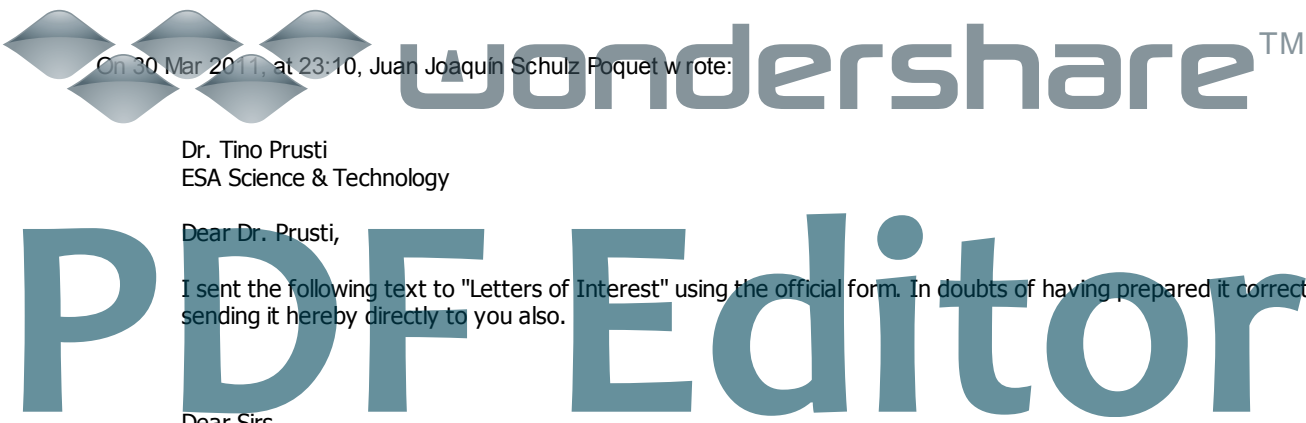 wondershare™
On 30 Mar 2011, at 23:10, Juan Joaquín Schulz Poquet w rote:
Dr. Tino Prusti
ESA Science & Technology
Dear Dr. Prusti,
PDF Editor
I sent the following text to "Letters of Interest" using the official form. In doubts of having prepared it correct
sending it hereby directly to you also.
Dear Sirs